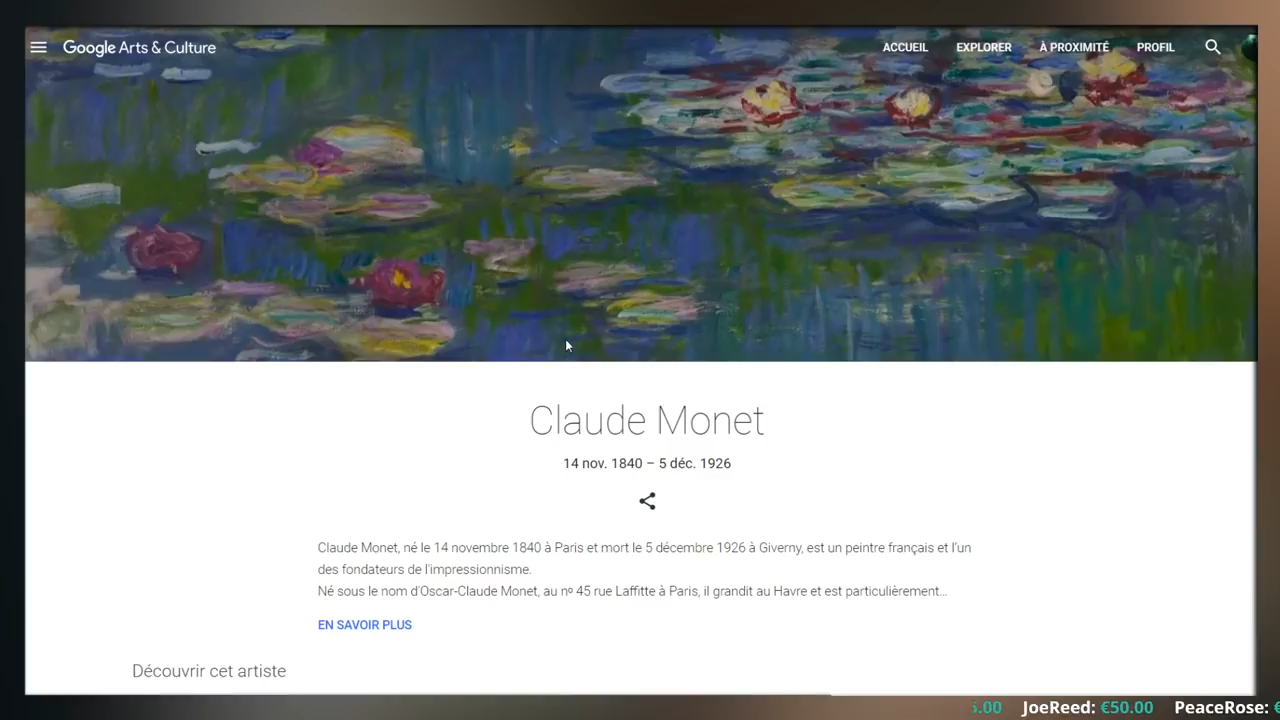 Google Arts & Culture
ACCUEIL
EXPLORER
À PROXIMITÉ
PROFIL
Claude Monet
14 nov. 1840 – 5 déc. 1926
Claude Monet, né le 14 novembre 1840 à Paris et mort le 5 décembre 1926 à Giverny, est un peintre français et l'un
des fondateurs de l'impressionnisme.
Né sous le nom d'Oscar-Claude Monet, au nº 45 rue Laffitte à Paris, il grandit au Havre et est particulièrement...
EN SAVOIR PLUS
Découvrir cet artiste
.00 JoeReed: €50.00 PeaceRose: